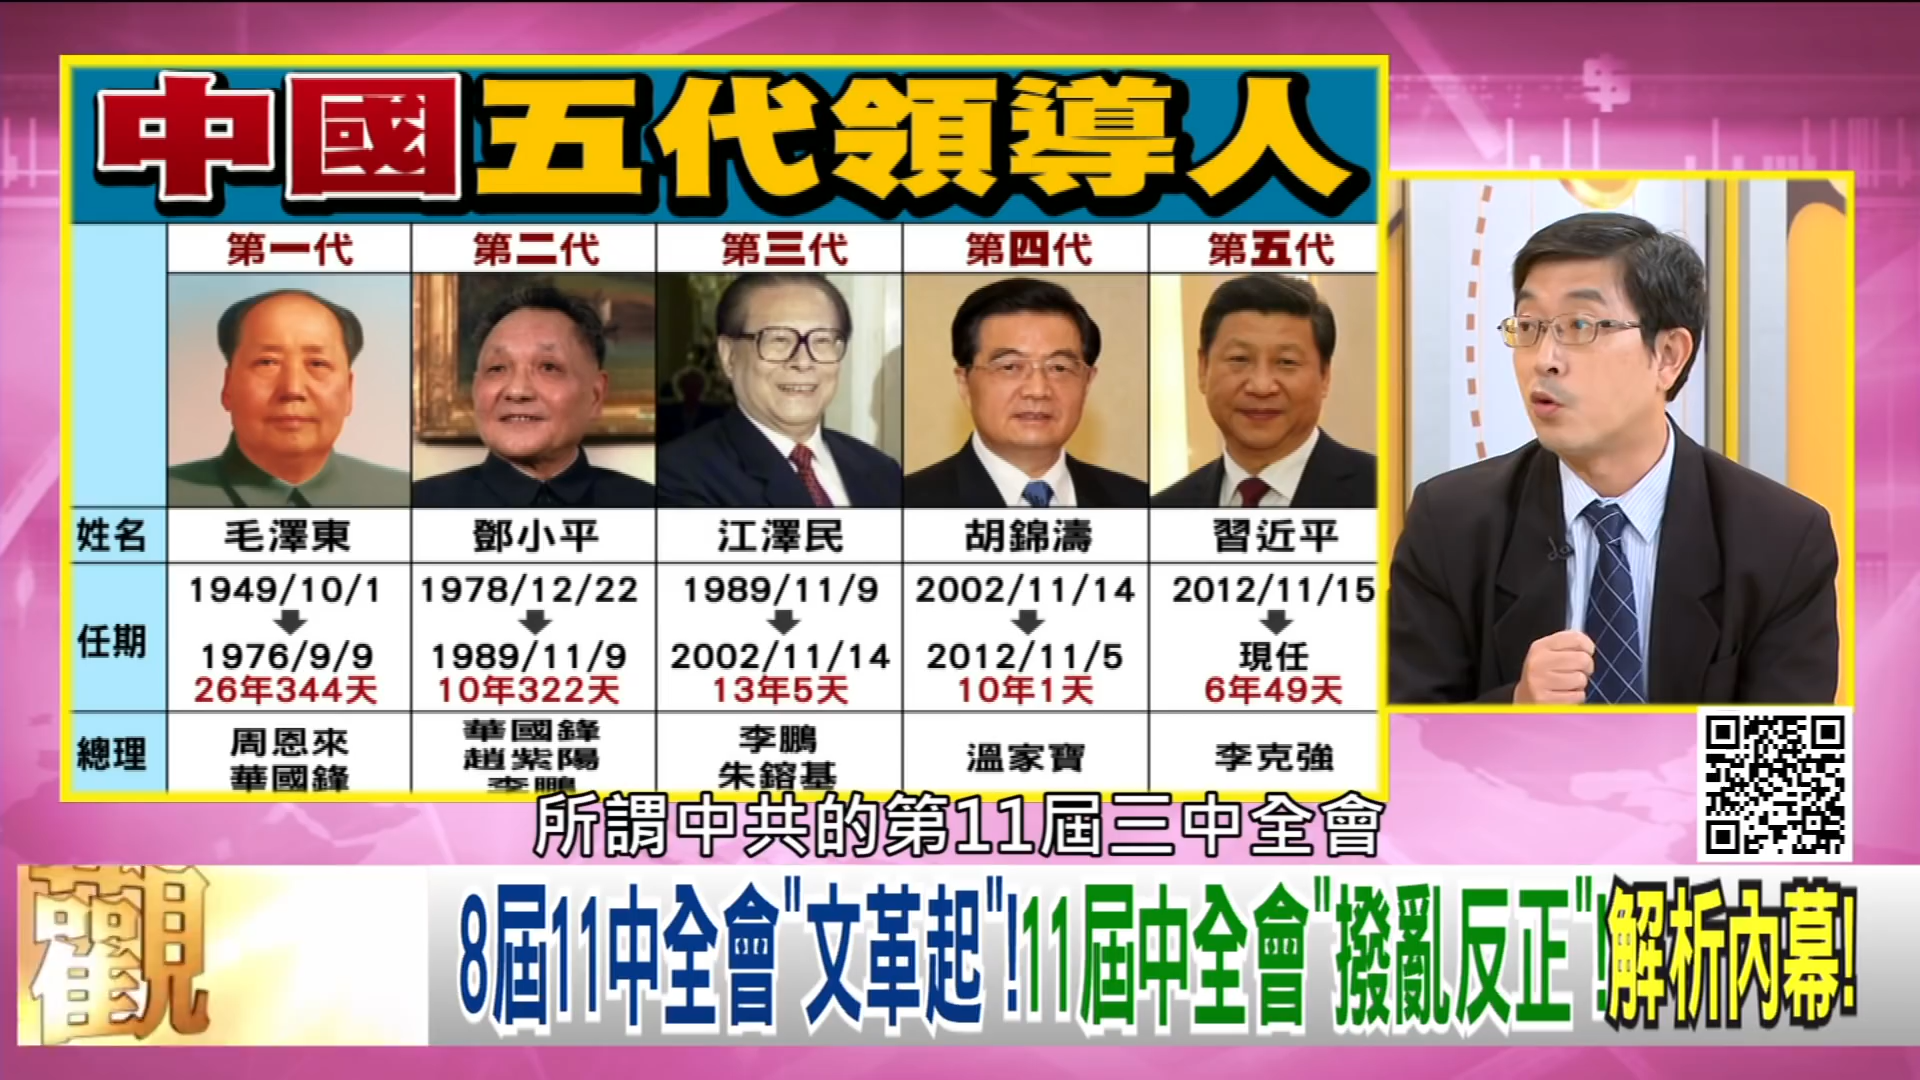 中國五代領導人
第一代 第二代 第三代 第四代 第五代
姓名 毛澤東 鄧小平 江澤民 胡錦濤 習近平
任期 1949/10/1 1978/12/22 1989/11/9 2002/11/14 2012/11/15
1976/9/9 1989/11/9 2002/11/14 2012/11/5 現任
26年344天 10年322天 13年5天 10年1天 6年49天
總理 周恩來 華國鋒 李鵬 溫家寶 李克強
華國鋒 趙紫陽 朱鎔基
李鵬
所謂中共的第11屆三中全會
觀
8屆11中全會"文革起"!11屆中全會"撥亂反正"!解析內幕!